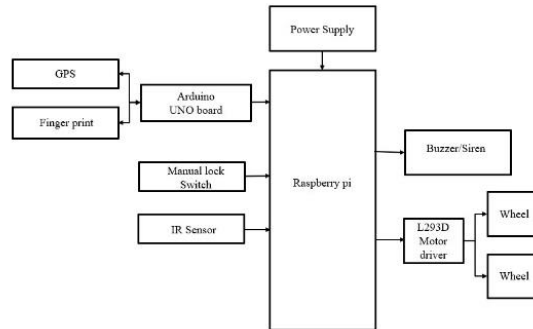 Power Supply
GPS
Finger print
Arduino
UNO board
Manual lock
Switch
IR Sensor
Raspberry pi
Buzzer/Siren
L293D
Motor
driver
Wheel
Wheel